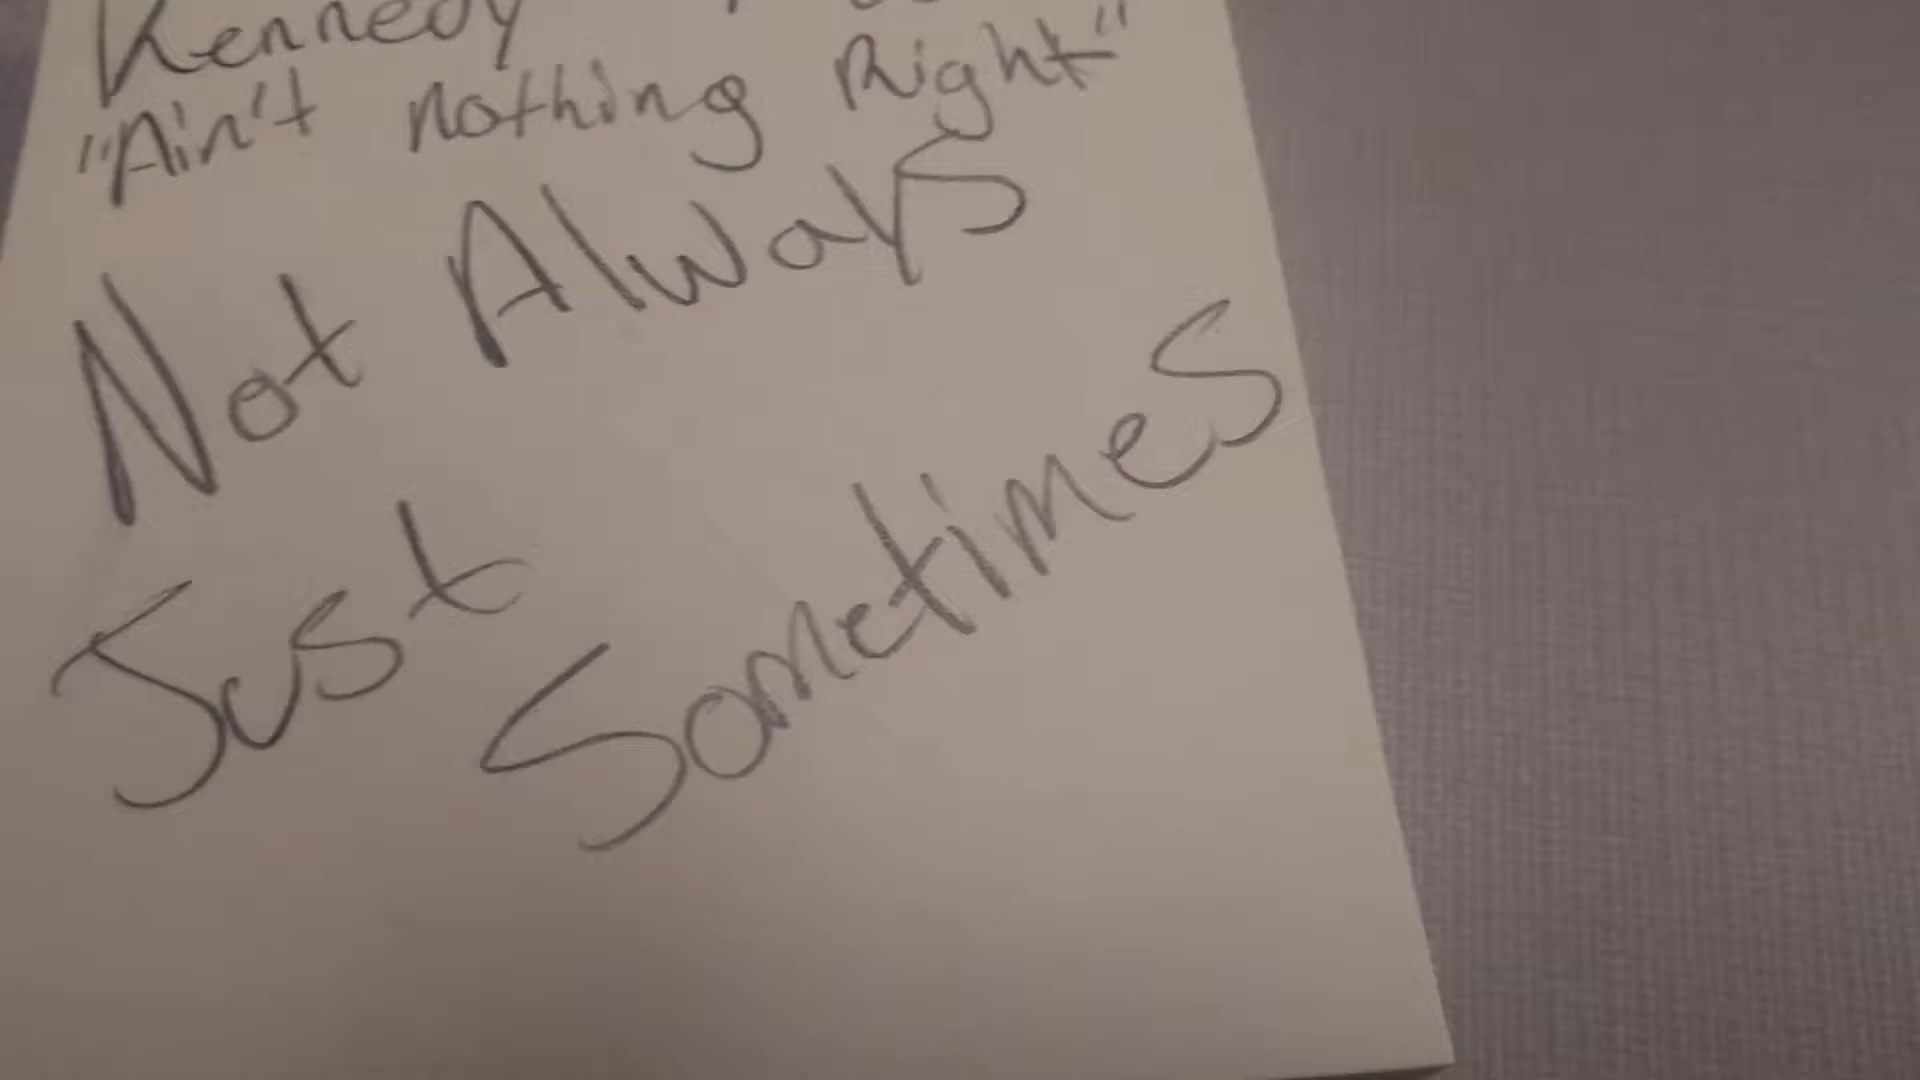 Kennedy
"Ain't nothing Right"
Not Always
Just
Sometimes